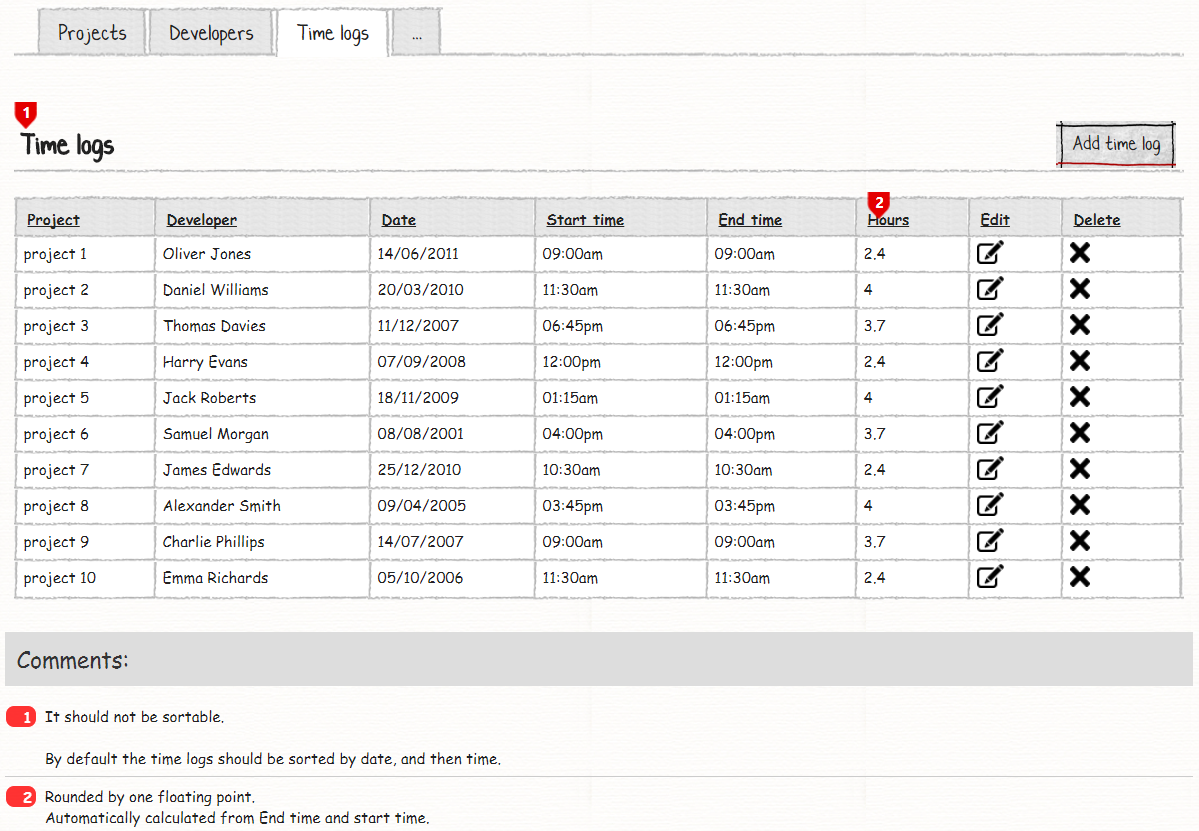 Projects Developers Time logs ...
1
Time logs Add time log
2
Project Developer Date Start time End time Hours Edit Delete
project 1 Oliver Jones 14/06/2011 09:00am 09:00am 2.4
project 2 Daniel Williams 20/03/2010 11:30am 11:30am 4
project 3 Thomas Davies 11/12/2007 06:45pm 06:45pm 3.7
project 4 Harry Evans 07/09/2008 12:00pm 12:00pm 2.4
project 5 Jack Roberts 18/11/2009 01:15am 01:15am 4
project 6 Samuel Morgan 08/08/2001 04:00pm 04:00pm 3.7
project 7 James Edwards 25/12/2010 10:30am 10:30am 2.4
project 8 Alexander Smith 09/04/2005 03:45pm 03:45pm 4
project 9 Charlie Phillips 14/07/2007 09:00am 09:00am 3.7
project 10 Emma Richards 05/10/2006 11:30am 11:30am 2.4
Comments:
1 It should not be sortable.
By default the time logs should be sorted by date, and then time.
2 Rounded by one floating point.
Automatically calculated from End time and start time.